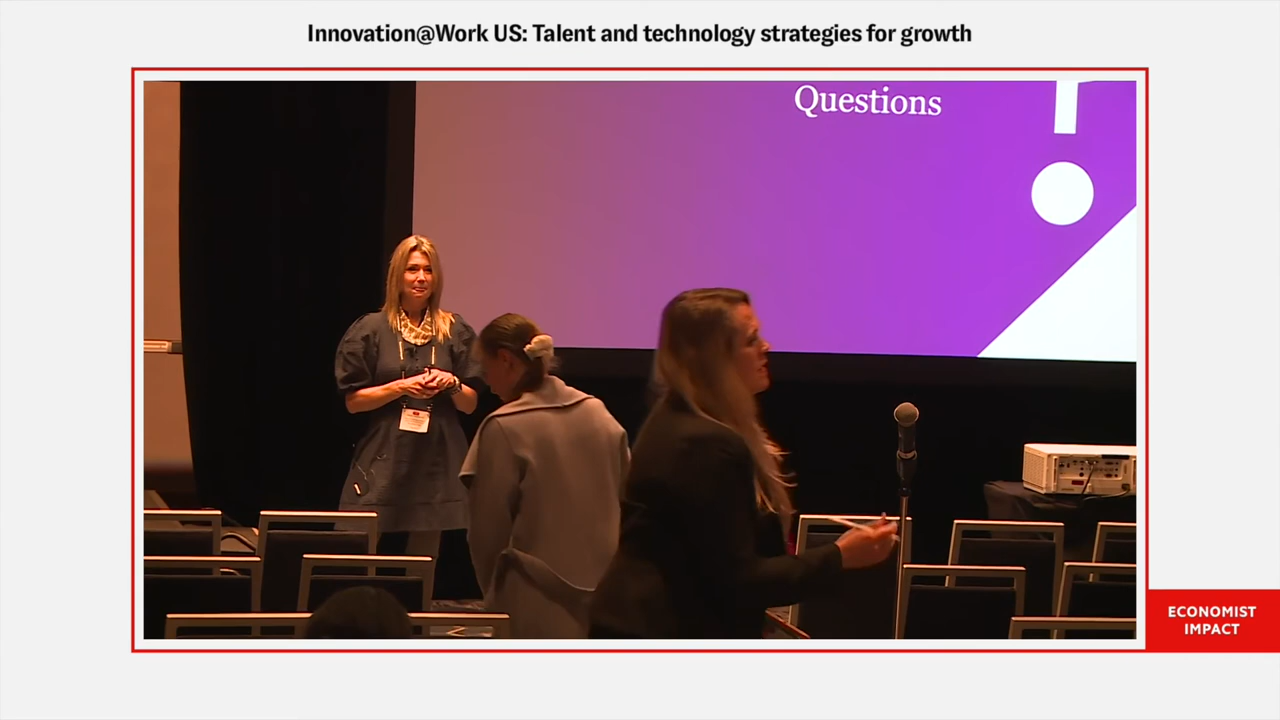 Innovation@Work US: Talent and technology strategies for growth
Questions
ECONOMIST
IMPACT